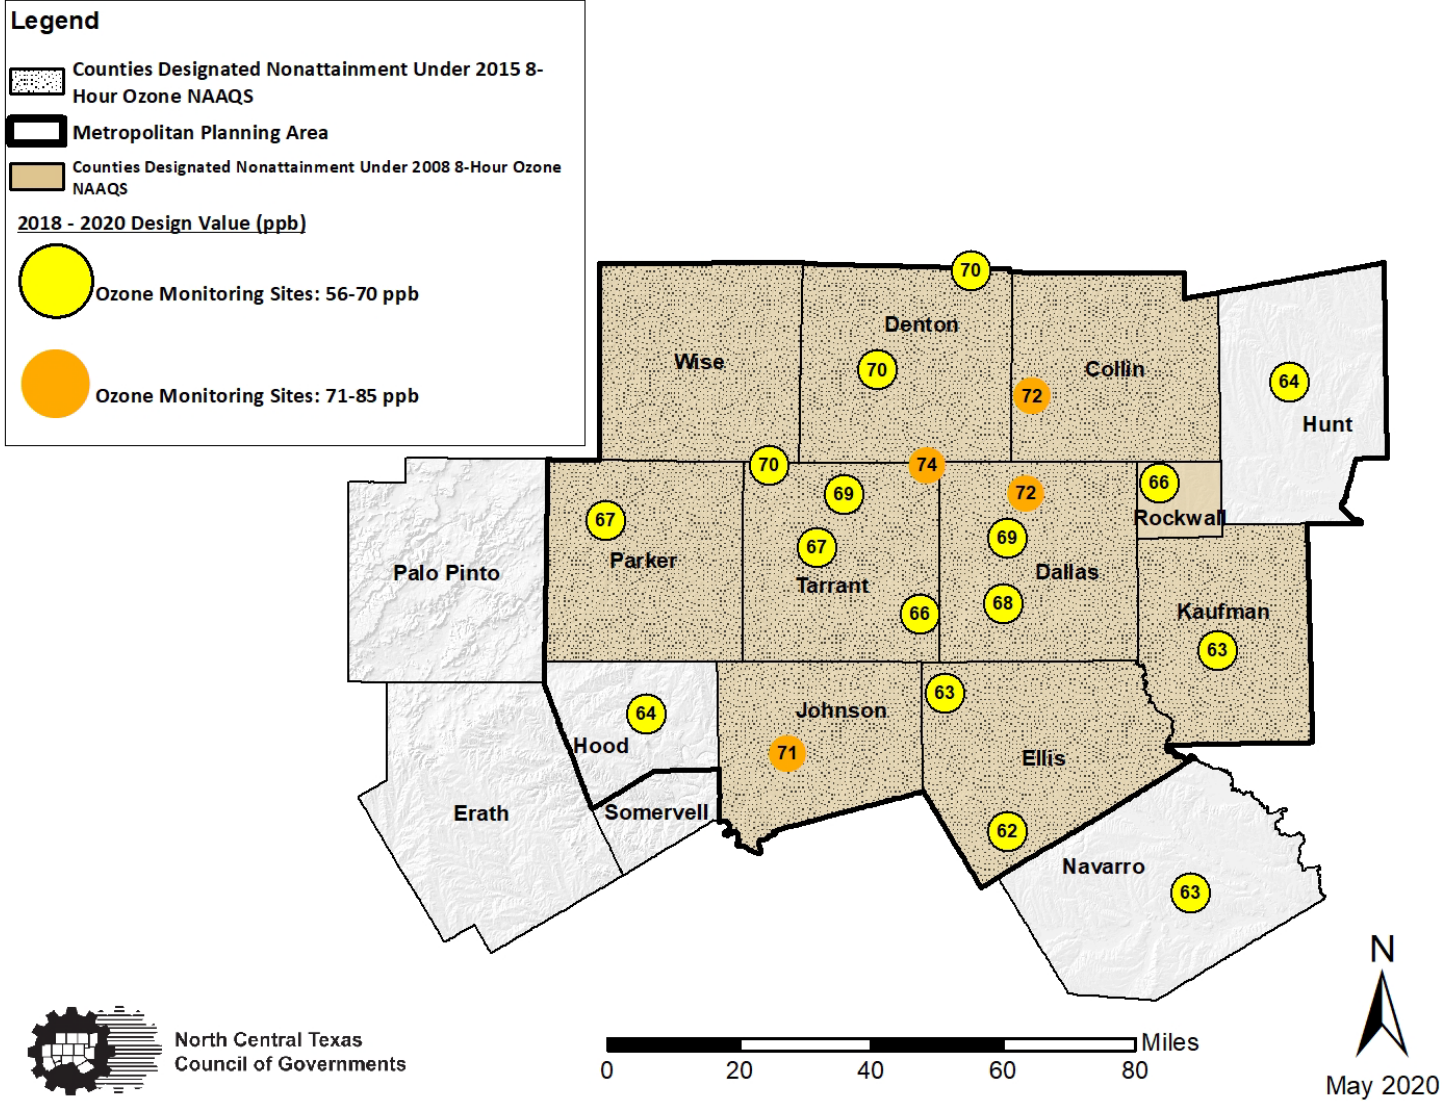 Legend
Counties Designated Nonattainment Under 2015 8-
Hour Ozone NAAQS
Metropolitan Planning Area
Counties Designated Nonattainment Under 2008 8-Hour Ozone
NAAQS
2018 - 2020 Design Value (ppb)
Ozone Monitoring Sites: 56-70 ppb
Ozone Monitoring Sites: 71-85 ppb
70
Denton
Wise
70
Collin
72
64
Hunt
70
74
69
72
66
67
Rockwall
69
67
Parker
Palo Pinto
Tarrant
Dallas
68
66
Kaufman
63
63
64
Johnson
Hood
71
Ellis
Erath
Somervell
62
Navarro
63
N
North Central Texas
Council of Governments
Miles
0 20 40 60 80
May 2020